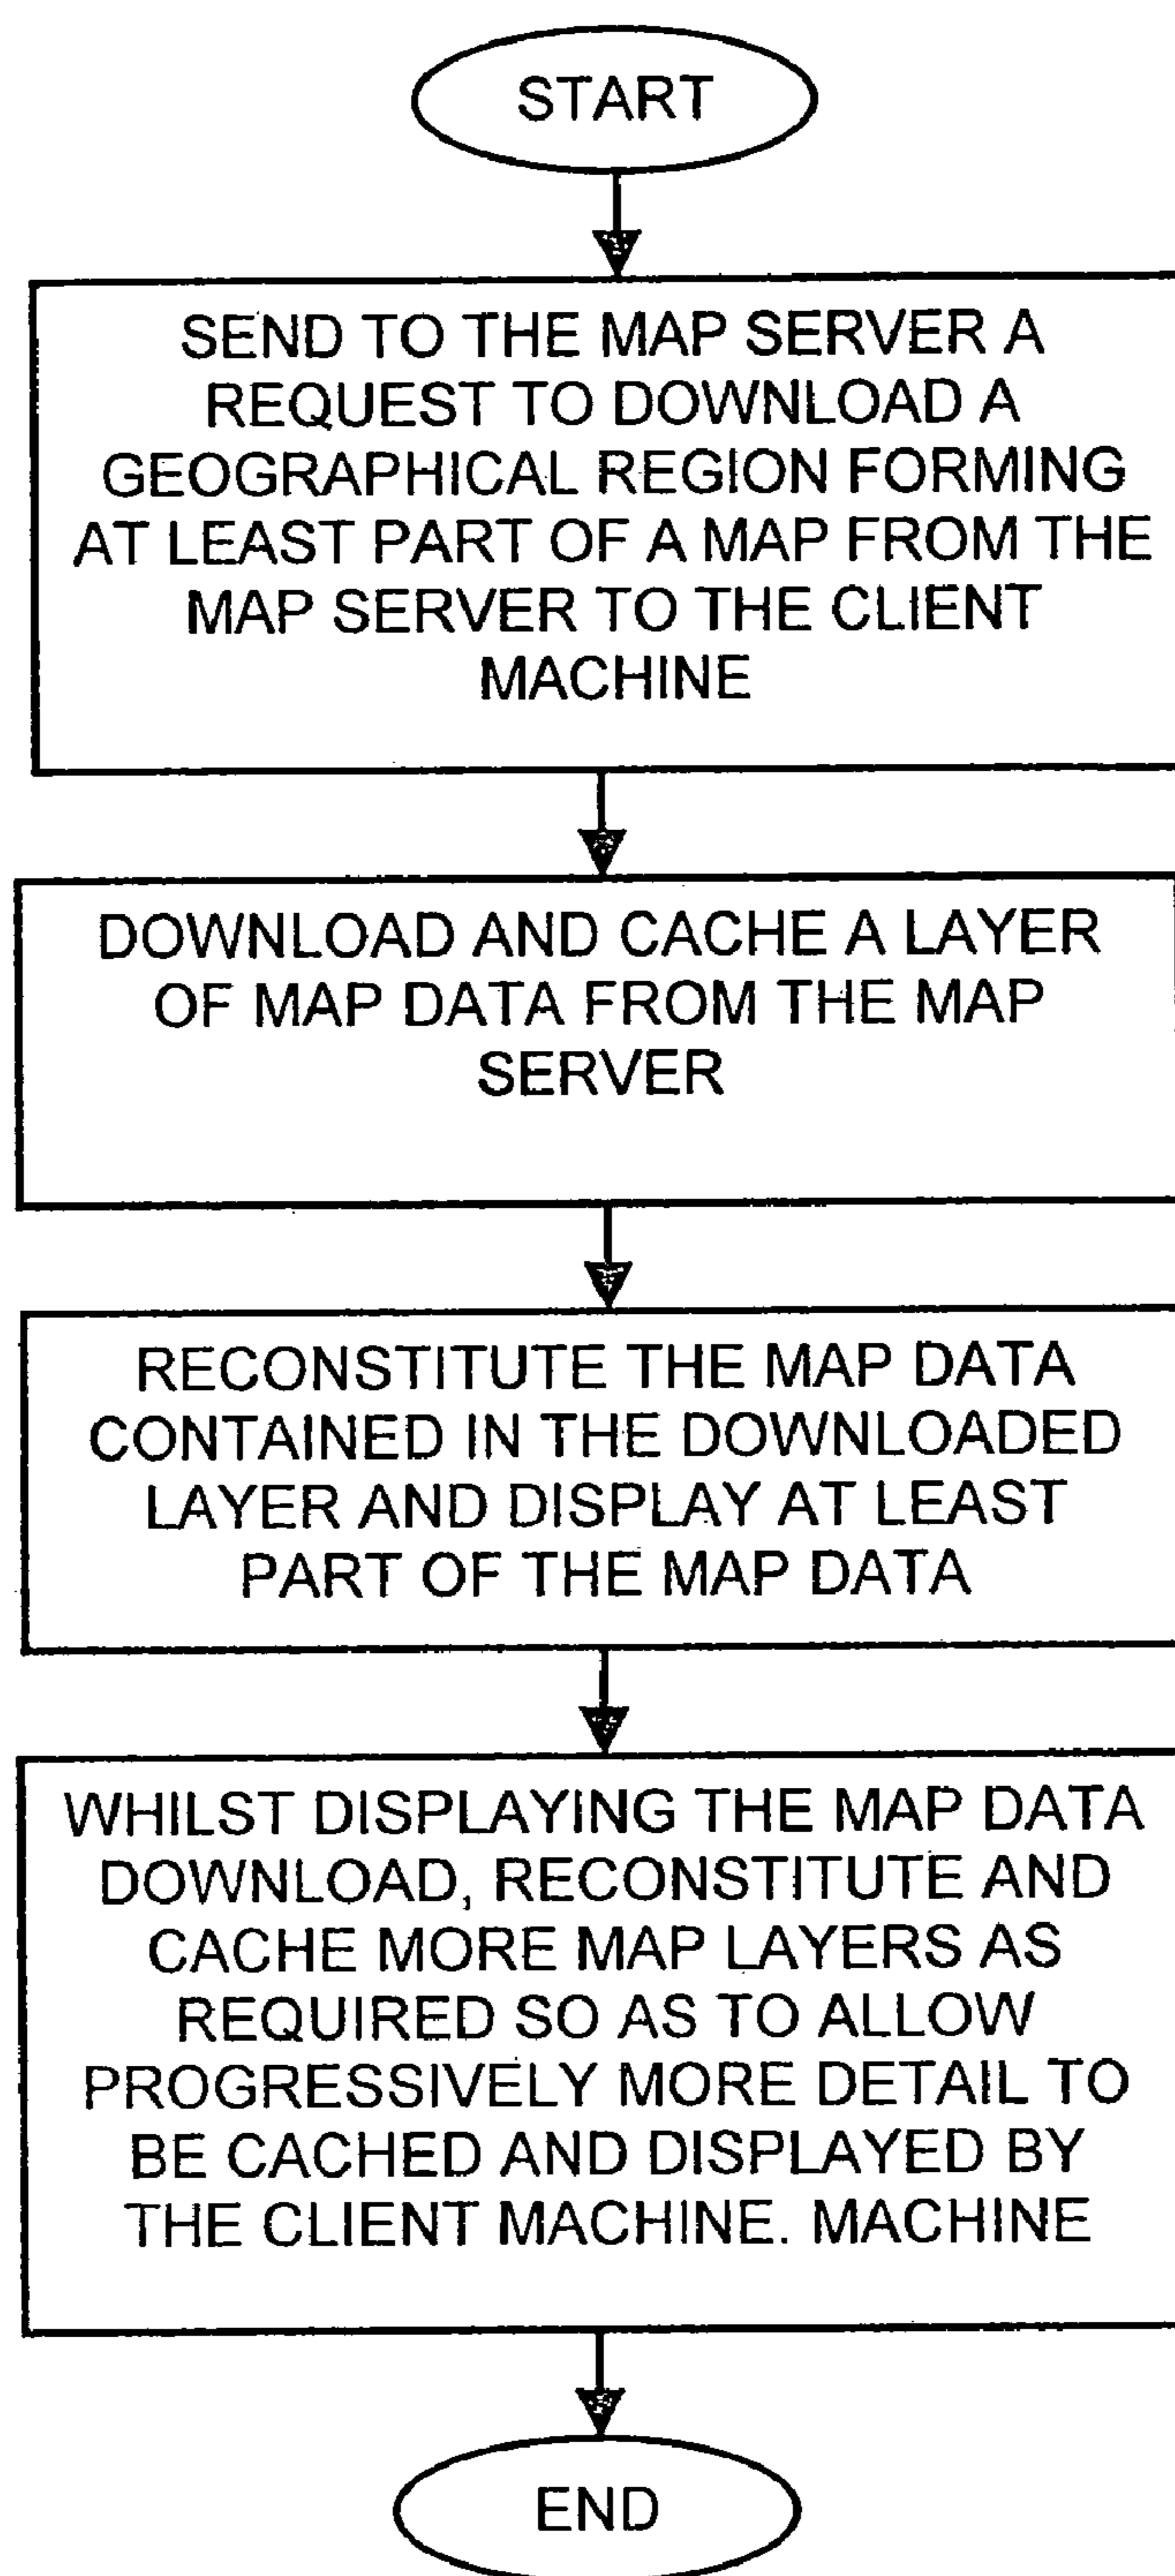 START
SEND TO THE MAP SERVER A
REQUEST TO DOWNLOAD A
GEOGRAPHICAL REGION FORMING
AT LEAST PART OF A MAP FROM THE
MAP SERVER TO THE CLIENT
MACHINE
DOWNLOAD AND CACHE A LAYER
OF MAP DATA FROM THE MAP
SERVER
RECONSTITUTE THE MAP DATA
CONTAINED IN THE DOWNLOADED
LAYER AND DISPLAY AT LEAST
PART OF THE MAP DATA
WHILST DISPLAYING THE MAP DATA
DOWNLOAD, RECONSTITUTE AND
CACHE MORE MAP LAYERS AS
REQUIRED SO AS TO ALLOW
PROGRESSIVELY MORE DETAIL TO
BE CACHED AND DISPLAYED BY
THE CLIENT MACHINE. MACHINE
END